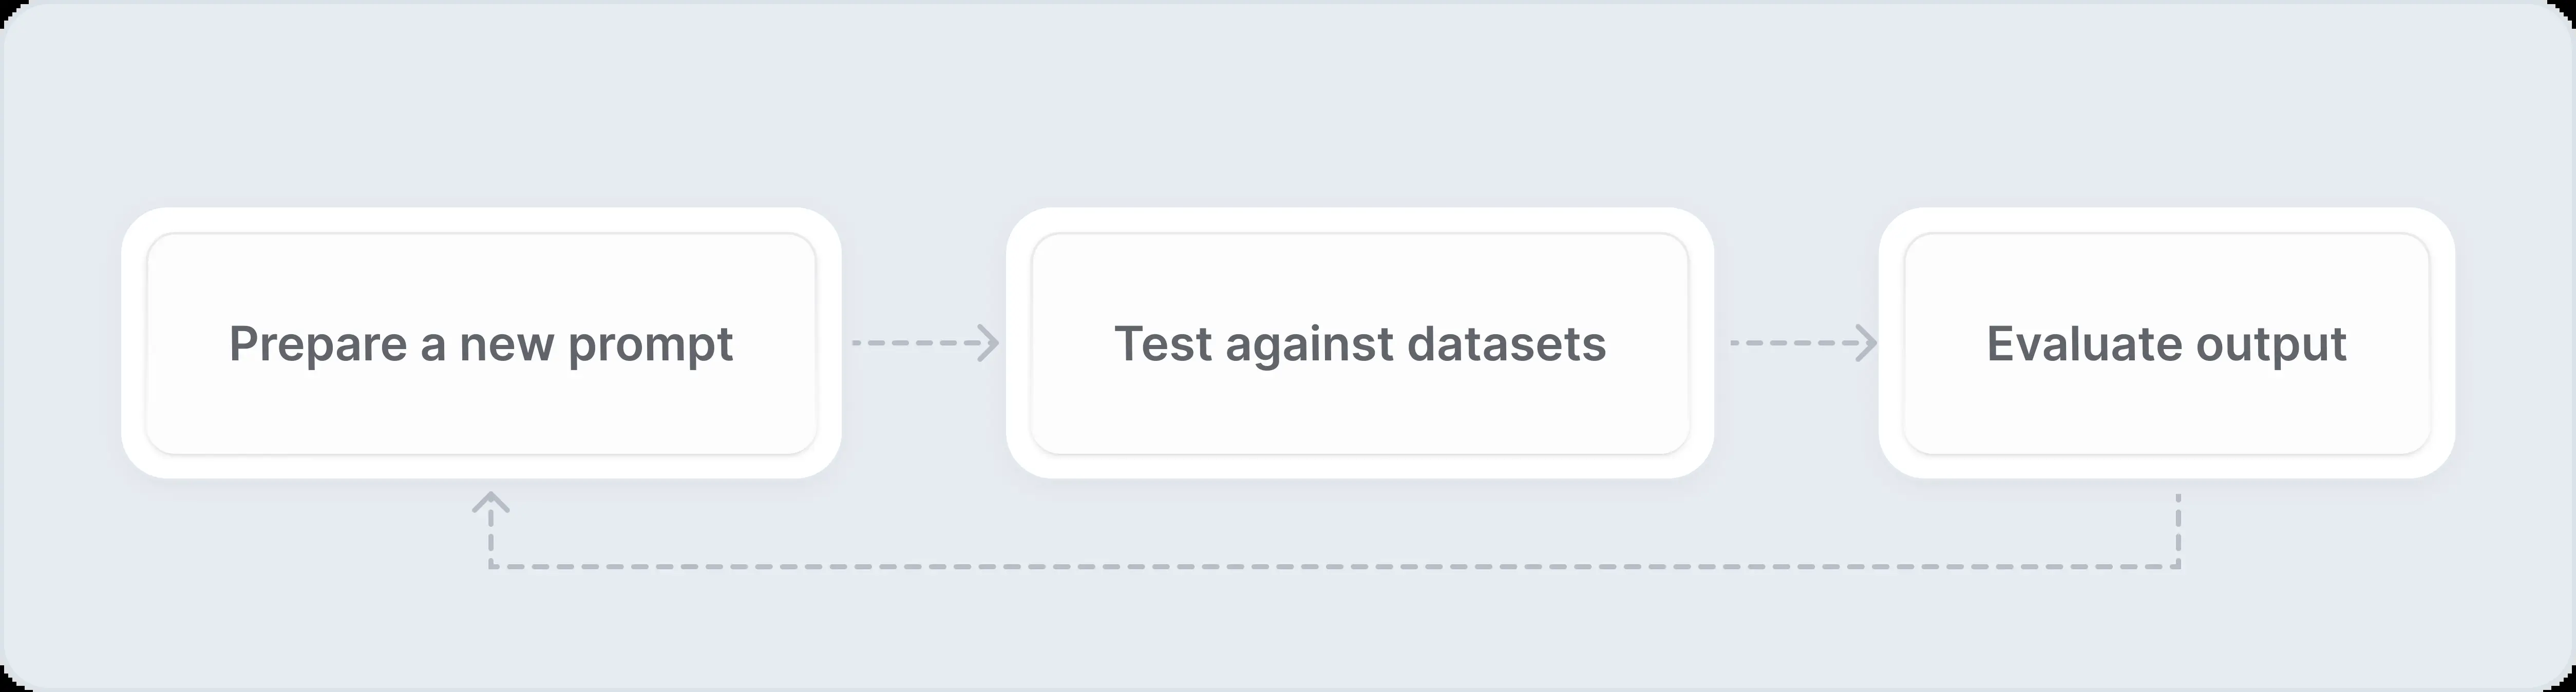 Prepare a new prompt
Test against datasets
Evaluate output